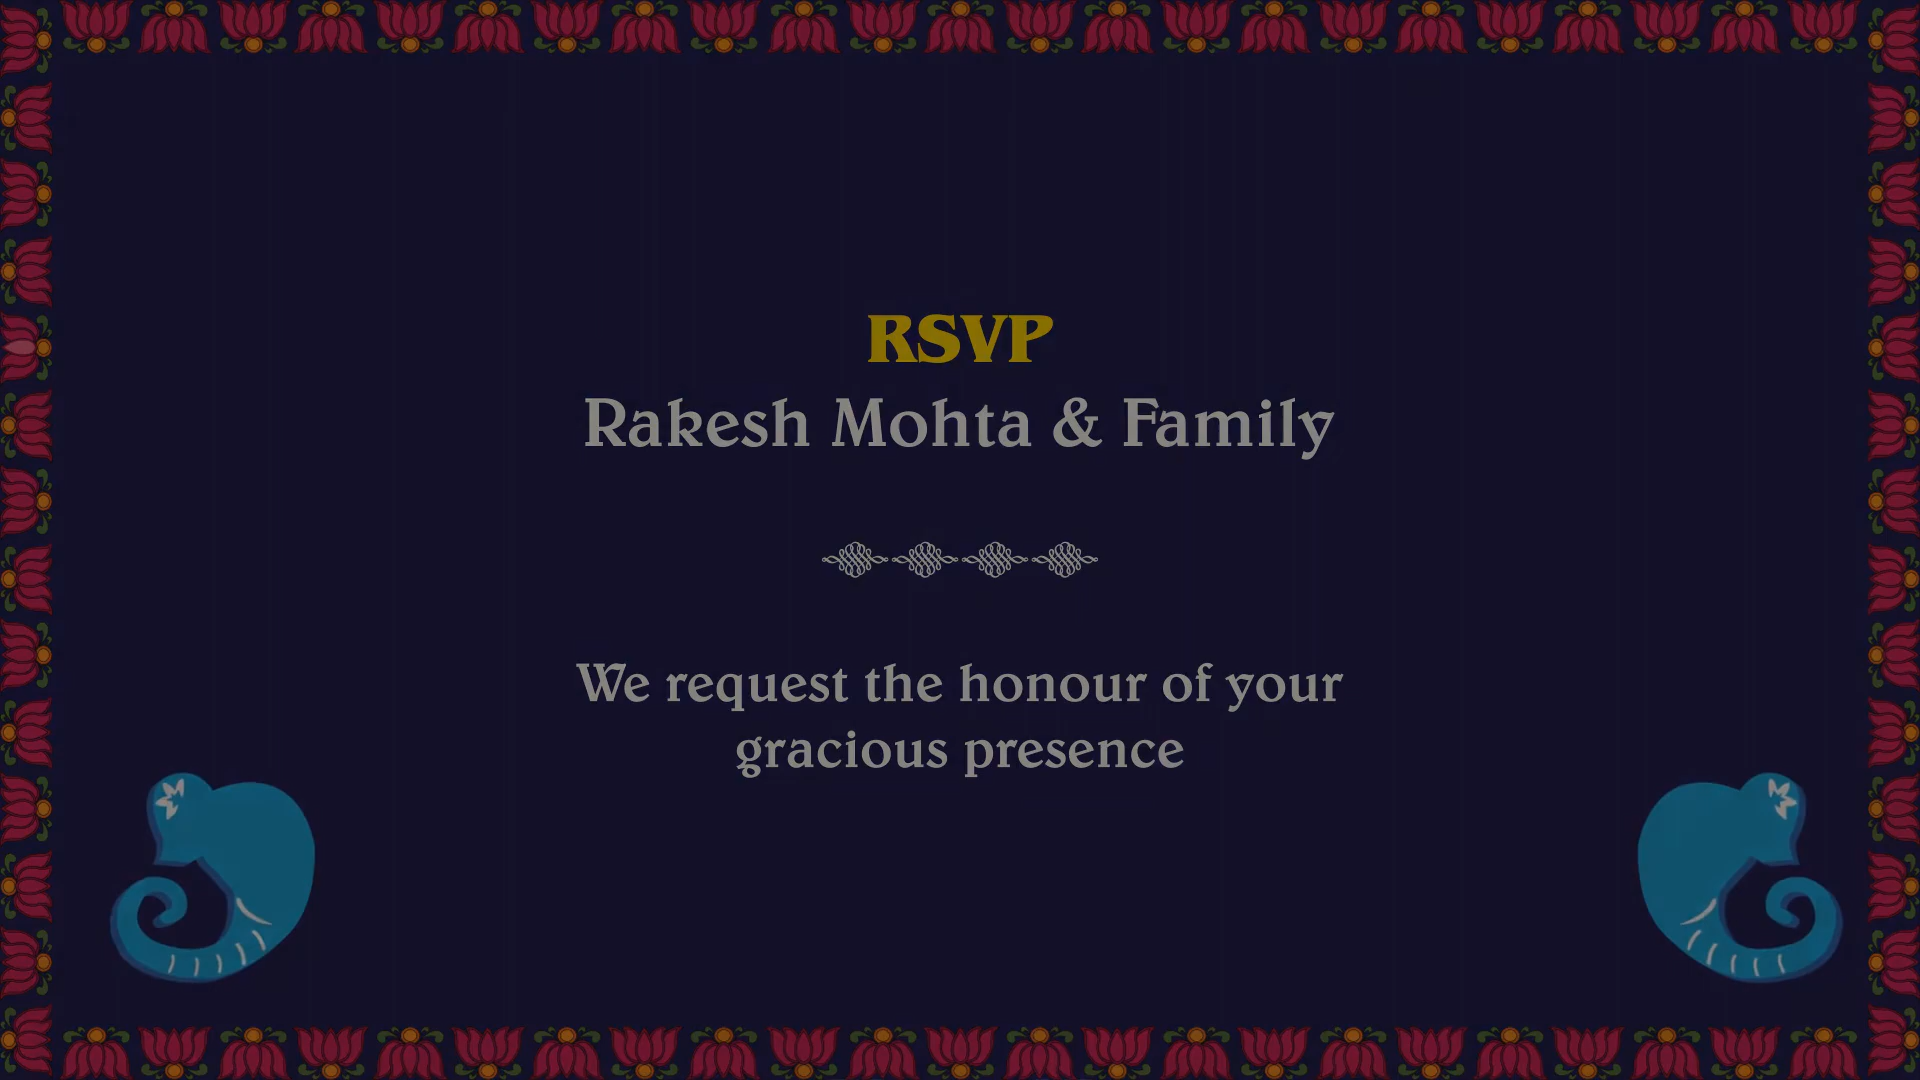 RSVP
Rakesh Mohta & Family
We request the honour of your
gracious presence